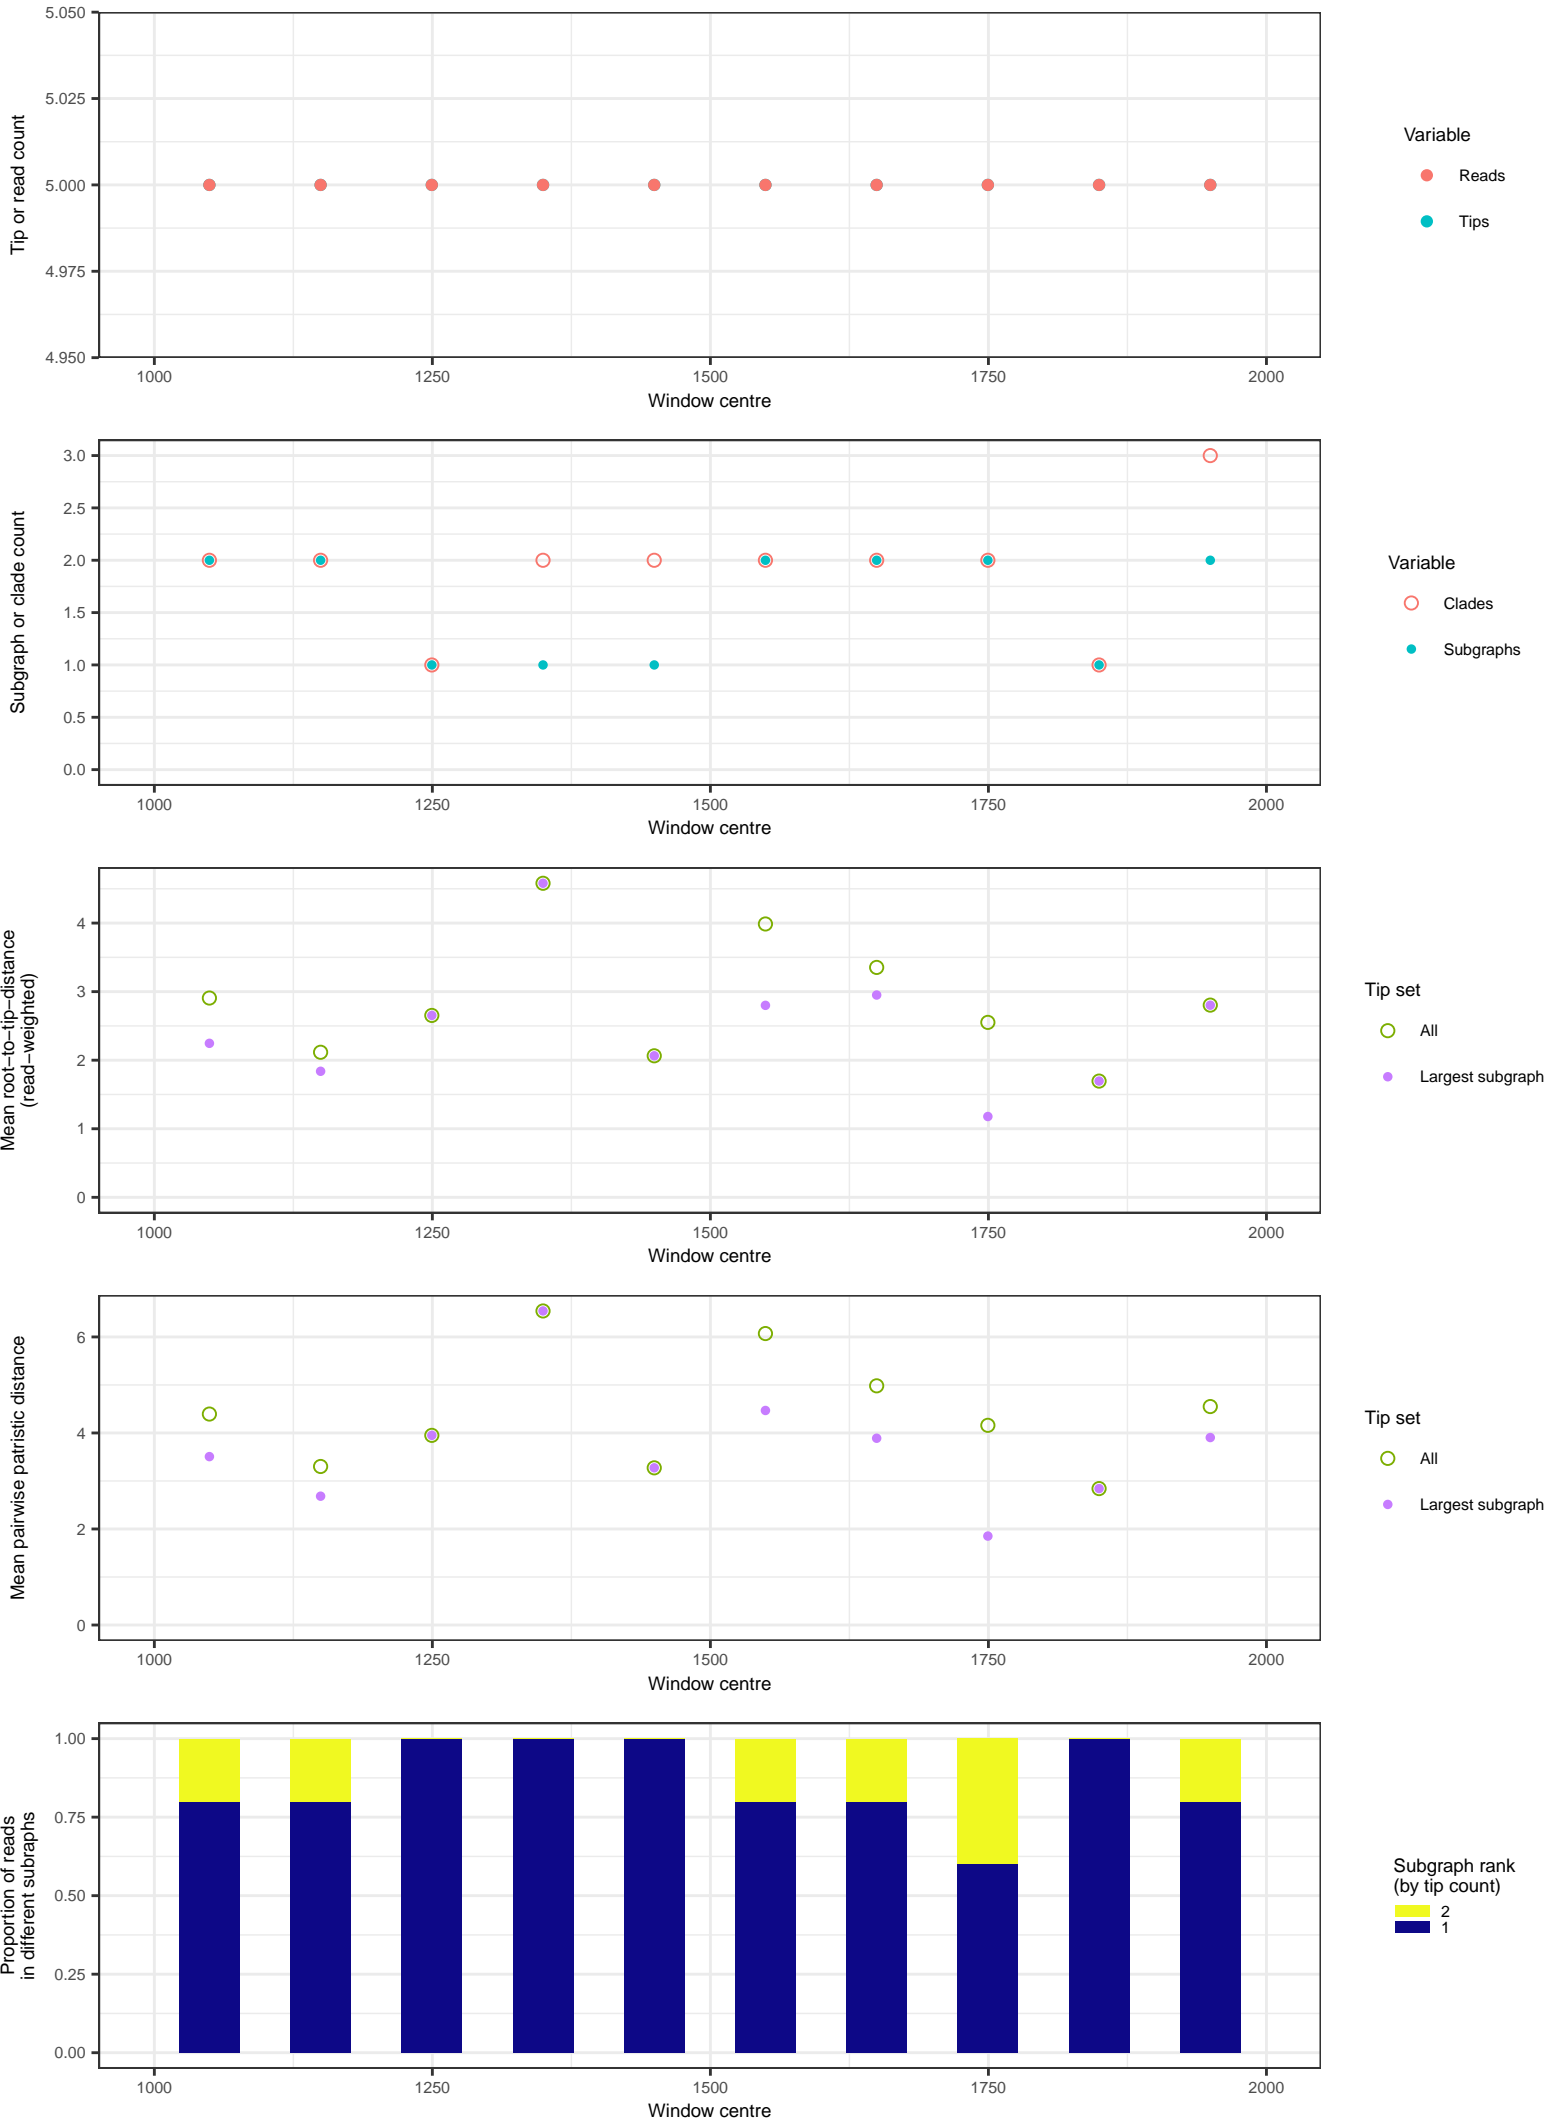 5.050
5.025
5.000
4.975
4.950
Tip or read count
1000 1250 1500 1750 2000
Window centre
Variable
Reads
Tips
3.0
2.5
2.0
1.5
1.0
0.5
0.0
Subgraph or clade count
1000 1250 1500 1750 2000
Window centre
Variable
Clades
Subgraphs
4
3
2
1
0
Mean root−to−tip−distance
(read−weighted)
1000 1250 1500 1750 2000
Window centre
Tip set
All
Largest subgraph
6
4
2
0
Mean pairwise patristic distance
1000 1250 1500 1750 2000
Window centre
Tip set
All
Largest subgraph
1.00
0.75
0.50
0.25
0.00
Proportion of reads
in different subraphs
1000 1250 1500 1750 2000
Window centre
Subgraph rank
(by tip count)
2
1